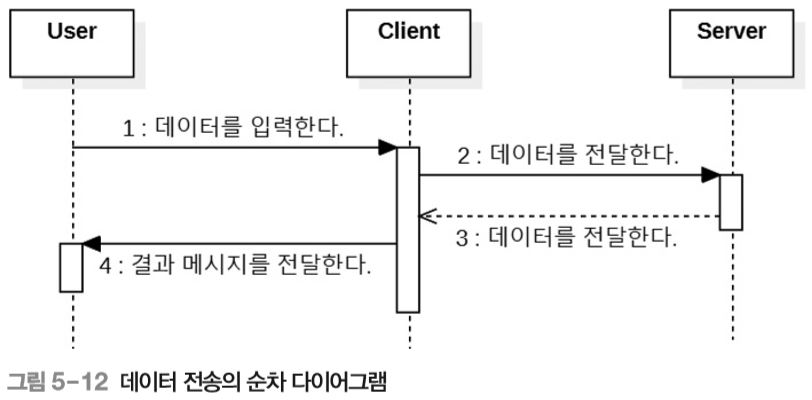 User
Client
Server
1 : 데이터를 입력한다.
2 : 데이터를 전달한다.
3 : 데이터를 전달한다.
4 : 결과 메시지를 전달한다.
그림 5-12 데이터 전송의 순차 다이어그램